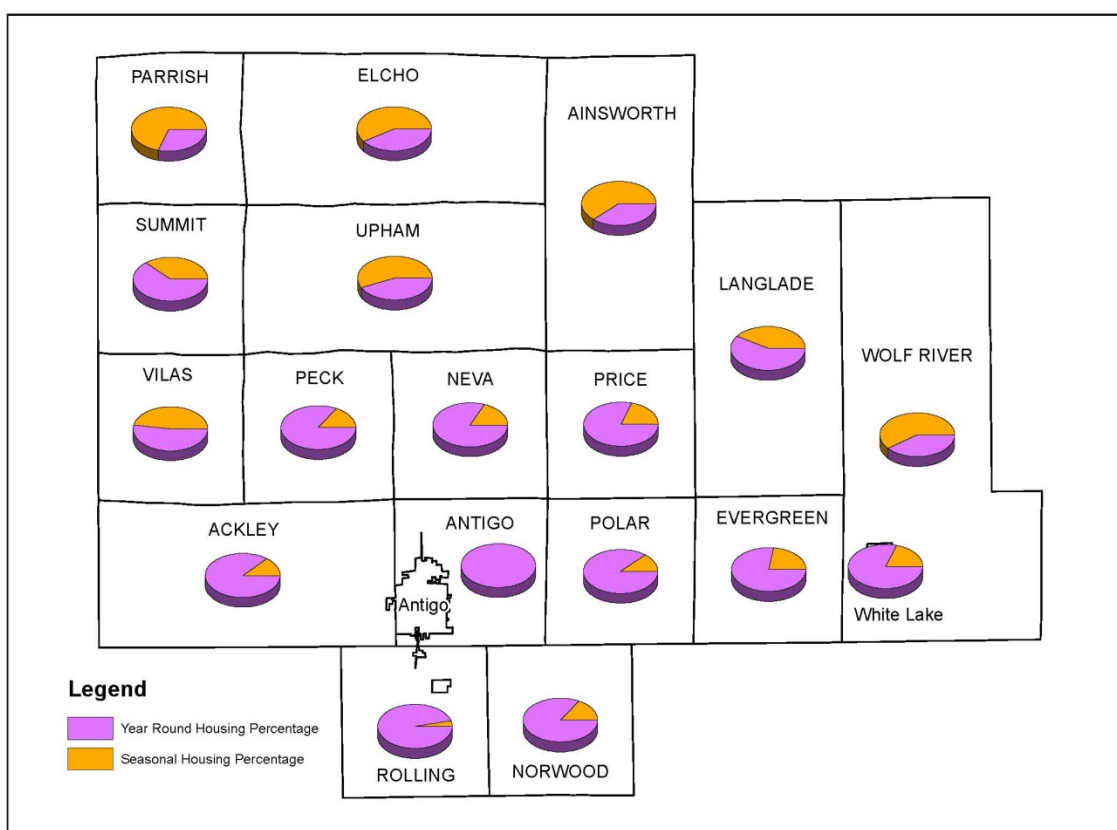 PARRISH
ELCHO
AINSWORTH
SUMMIT
UPHAM
LANGLADE
WOLF RIVER
VILAS
PECK
NEVA
PRICE
ACKLEY
ANTIGO
POLAR
EVERGREEN
Antigo
White Lake
Legend
Year Round Housing Percentage
Seasonal Housing Percentage
ROLLING
NORWOOD